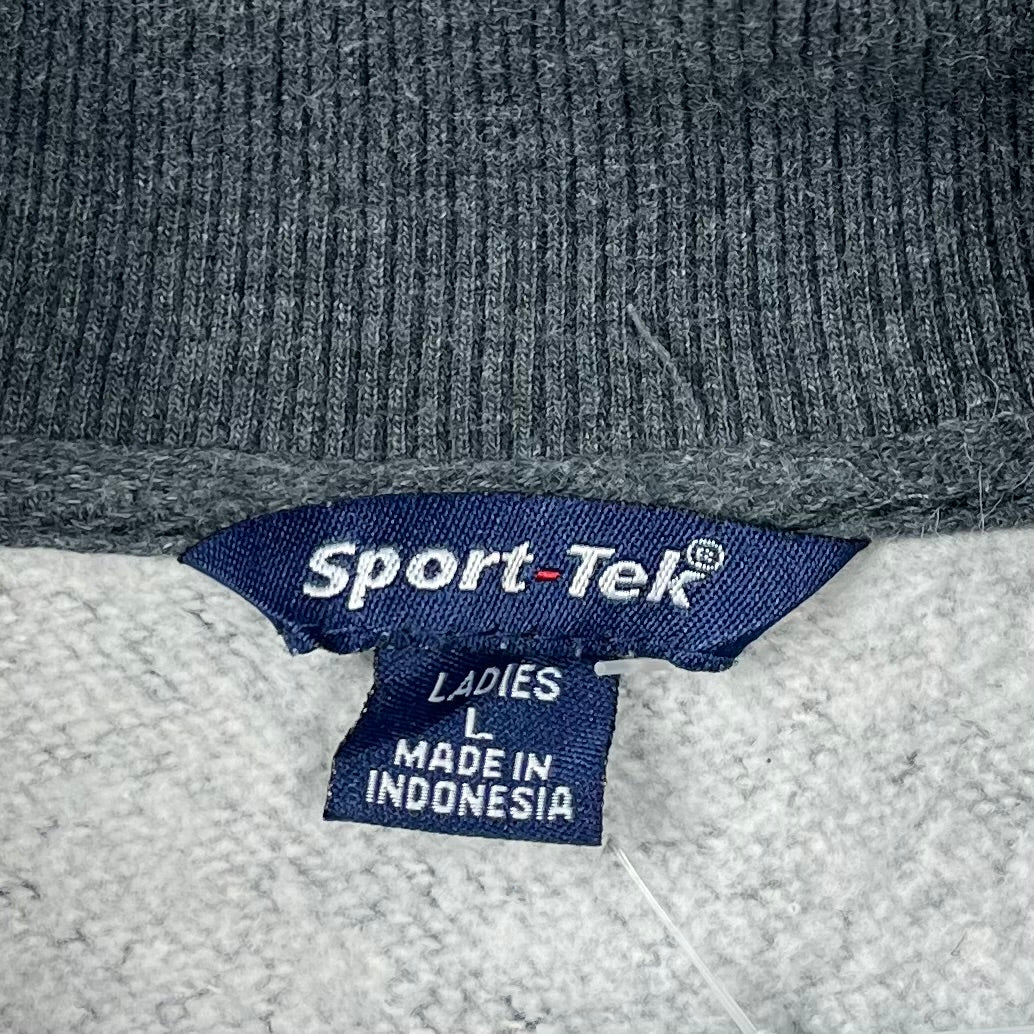 Sport-Tek®
LADIES
L
MADE IN
INDONESIA